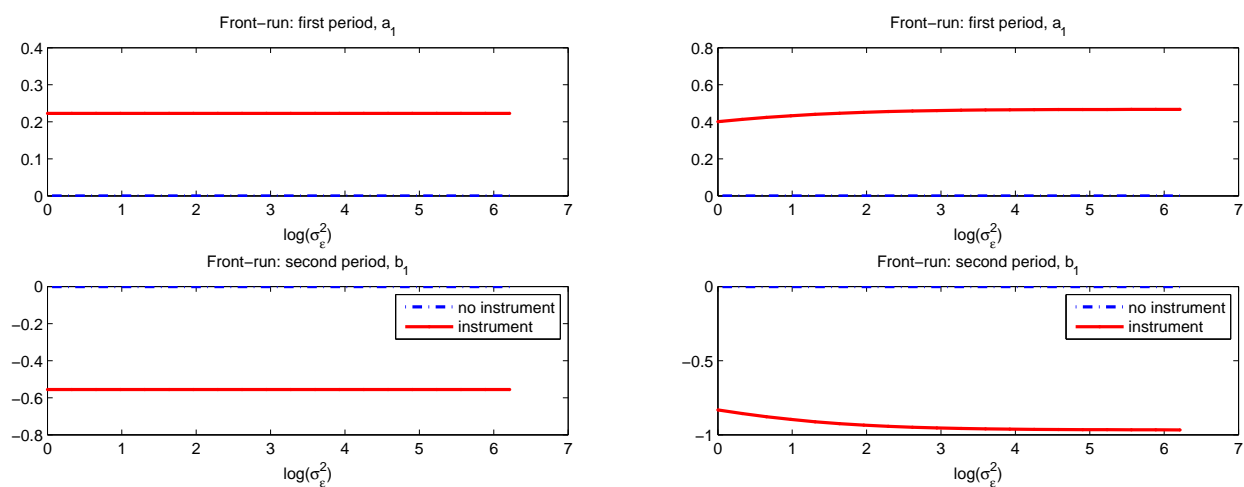 Front−run: first period, a1
0.4
0.3
0.2
0.1
0
0 1 2 3 4 5 6 7
log(σε2)
Front−run: second period, b1
0
−0.2
−0.4
−0.6
−0.8
no instrument
instrument
0 1 2 3 4 5 6 7
log(σε2)
Front−run: first period, a1
0.8
0.6
0.4
0.2
0
0 1 2 3 4 5 6 7
log(σε2)
Front−run: second period, b1
0
−0.5
−1
no instrument
instrument
0 1 2 3 4 5 6 7
log(σε2)